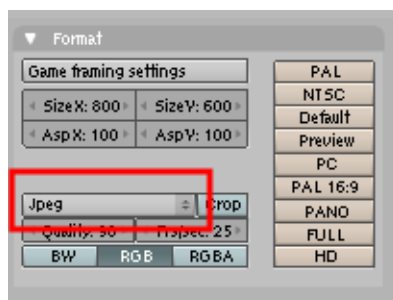 Format
Game framing settings
SizeX: 800 SizeY: 600
AspX: 100 AspY: 100
Jpeg Crop
Quality: 90 Frs/sec: 25
BW RGB RGBA
PAL
NTSC
Default
Preview
PC
PAL 16:9
PANO
FULL
HD